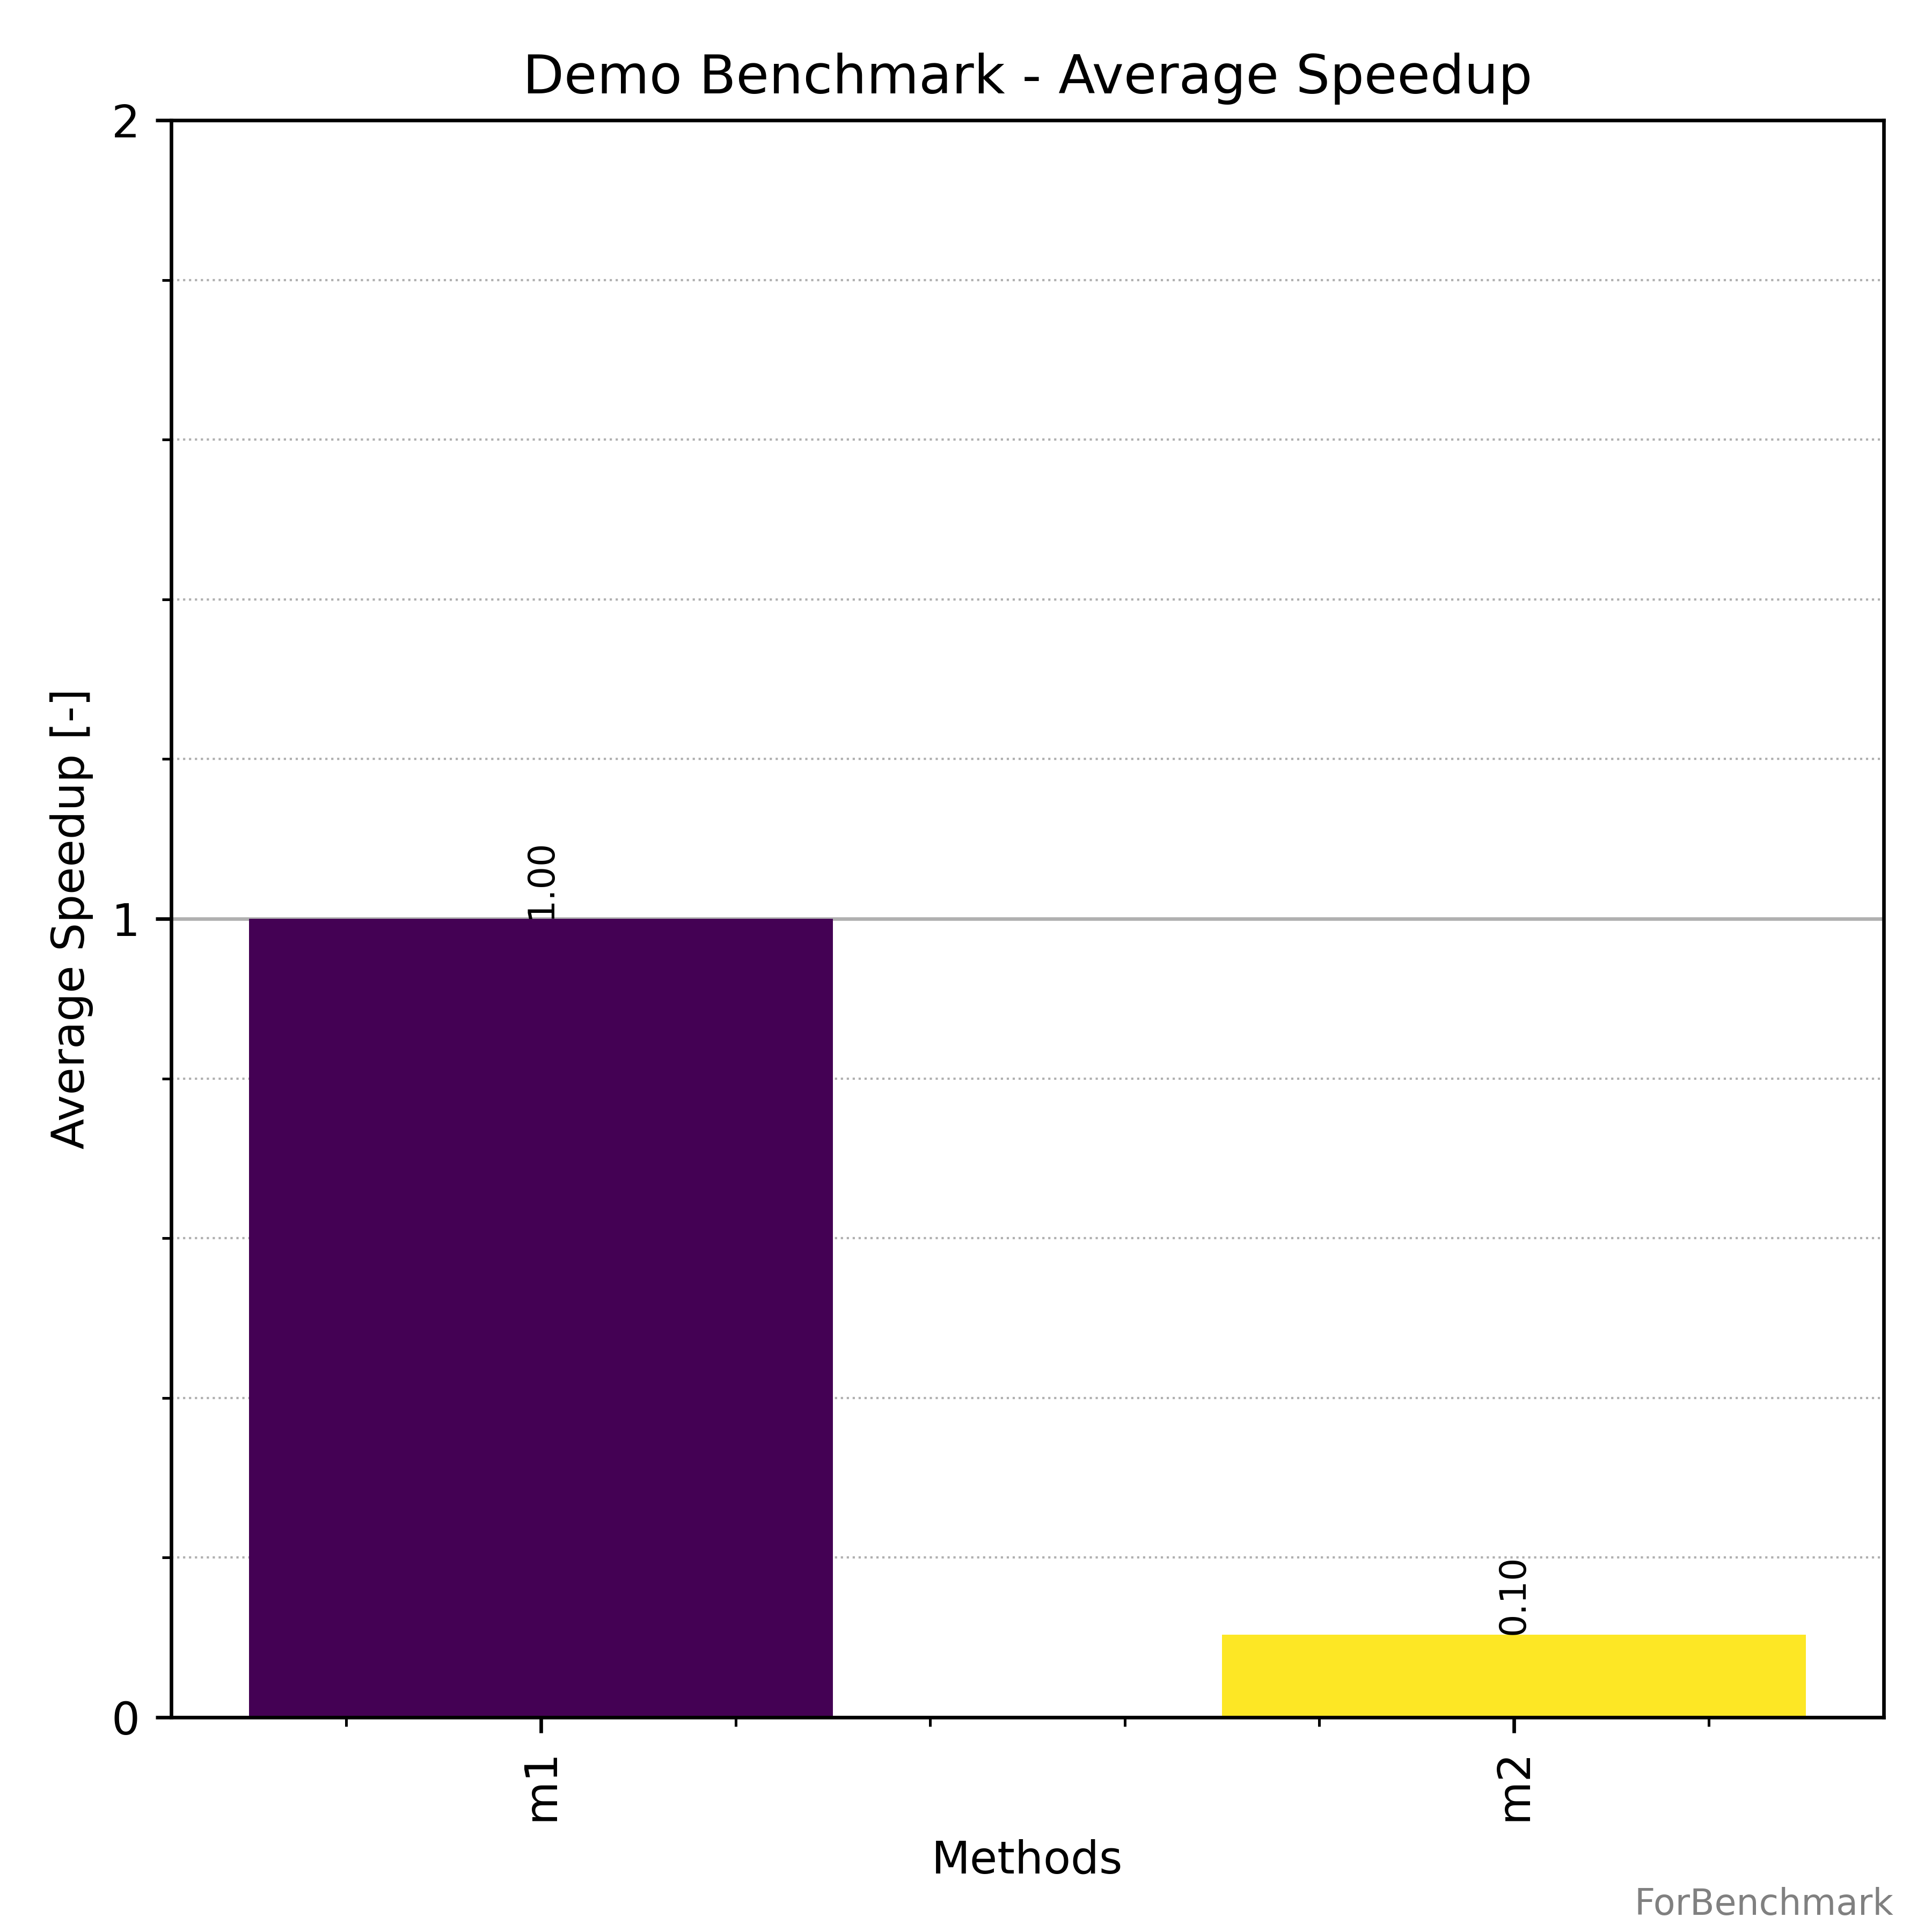 Demo Benchmark - Average Speedup
2
1
0
Average Speedup [-]
1.00
0.10
m1
m2
Methods
ForBenchmark